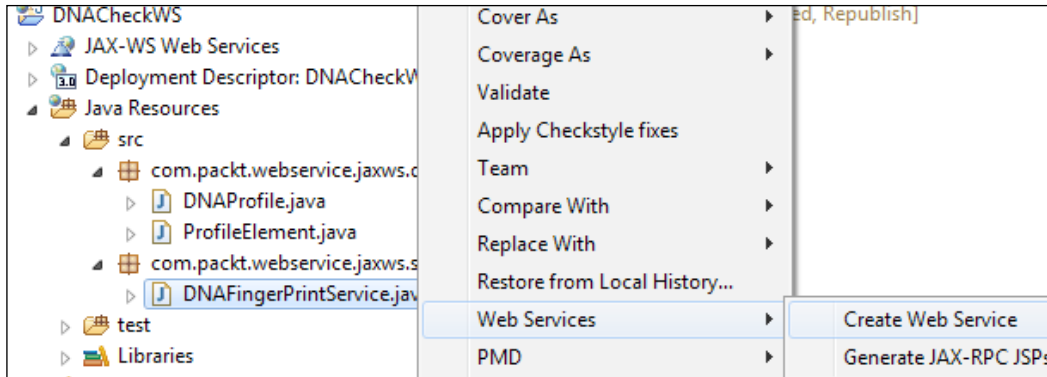 DNACheckWS
JAX-WS Web Services
Deployment Descriptor: DNACheckW
Java Resources
src
com.packt.webservice.jaxws.d
DNAProfile.java
ProfileElement.java
com.packt.webservice.jaxws.s
DNAFingerPrintService.jav
test
Libraries
Cover As
Coverage As
Validate
Apply Checkstyle fixes
Team
Compare With
Replace With
Restore from Local History...
Web Services
PMD
ed, Republish]
Create Web Service
Generate JAX-RPC JSPs